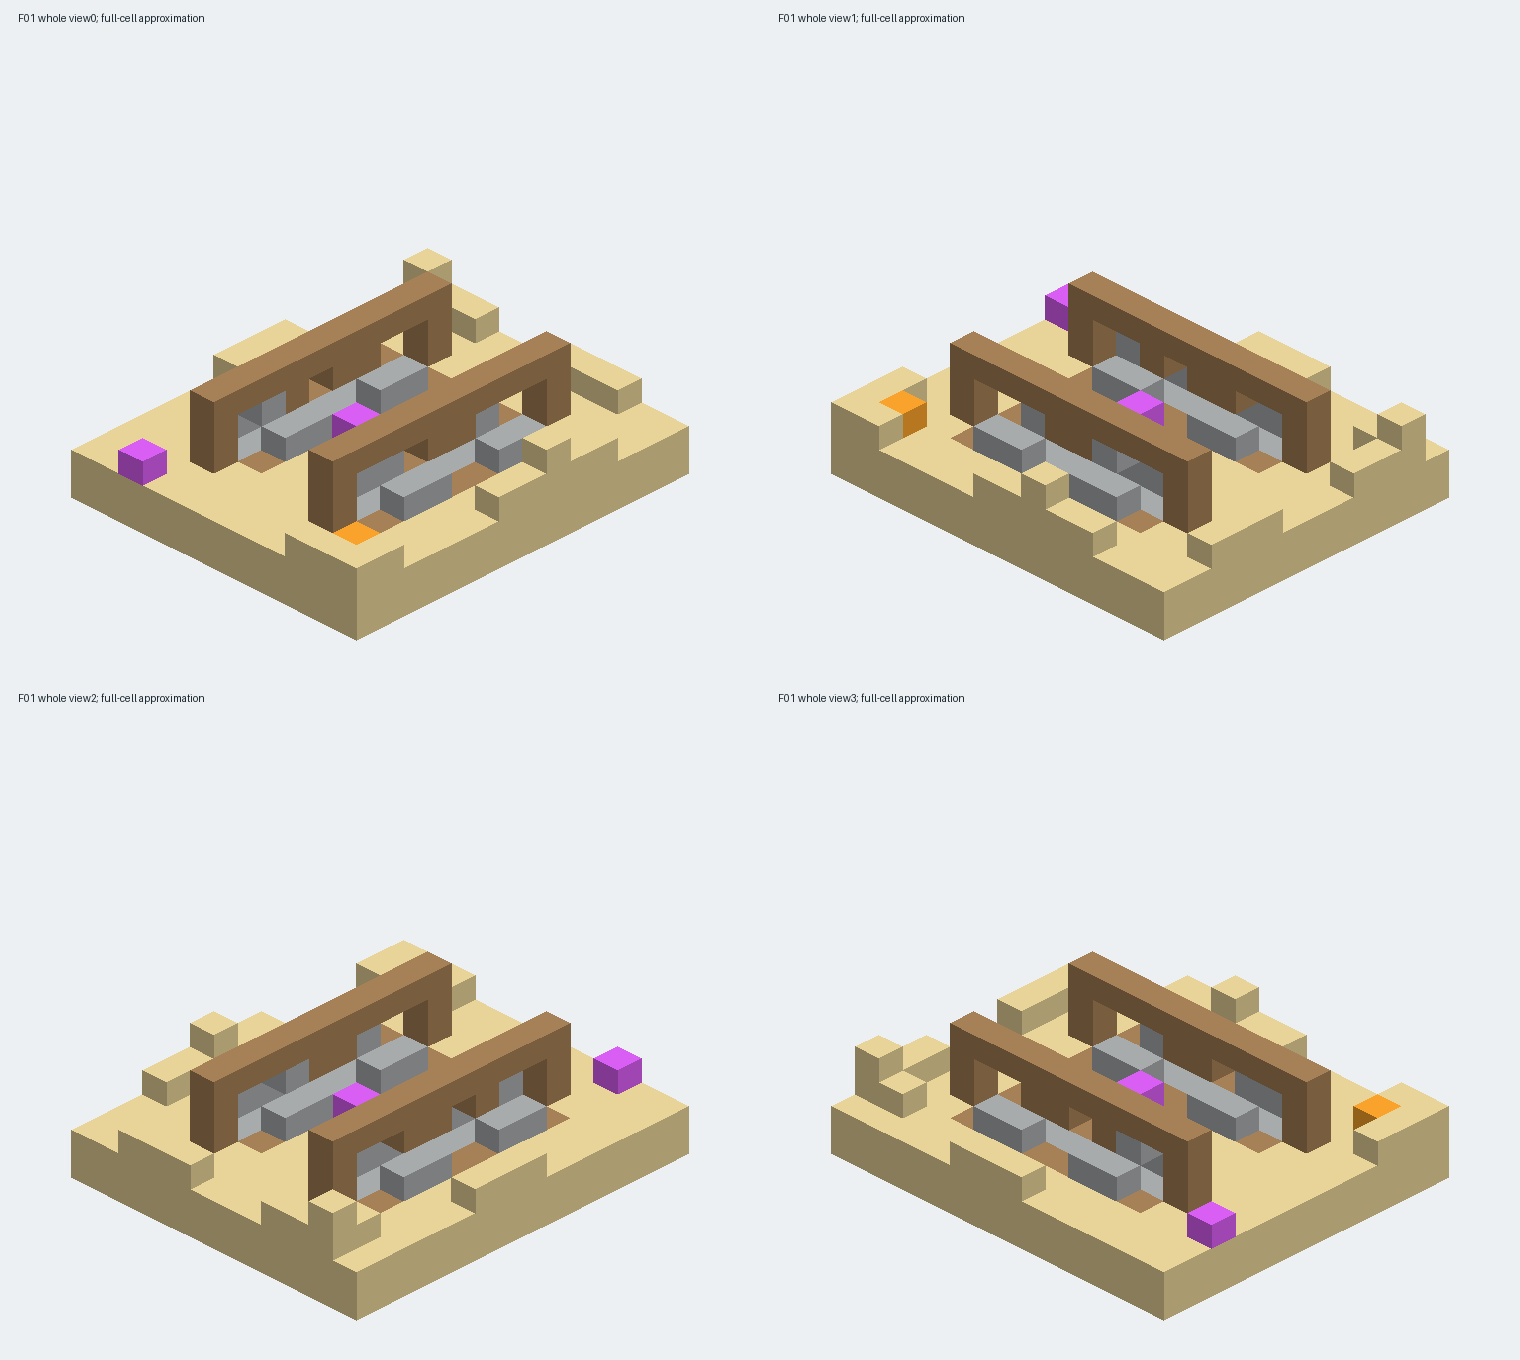 F01 whole view0; full-cell approximation
F01 whole view1; full-cell approximation
F01 whole view2; full-cell approximation
F01 whole view3; full-cell approximation